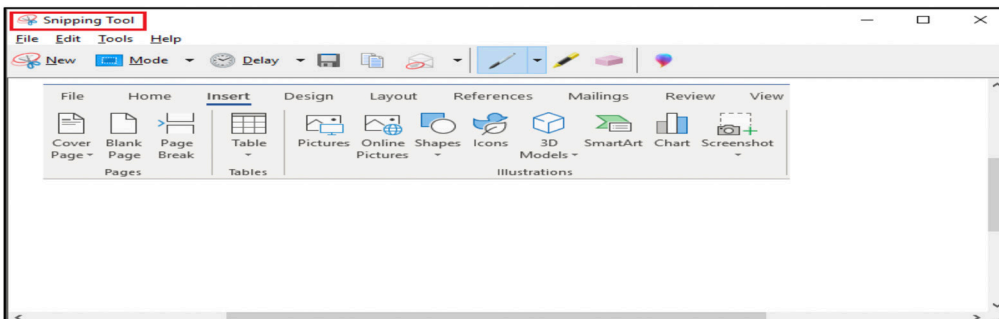 Snipping Tool
File Edit Tools Help
New Mode Delay
File Home Insert Design Layout References Mailings Review View
Cover Page Blank Page Page Break Table Pictures Online Pictures Shapes Icons 3D Models SmartArt Chart Screenshot
Pages Tables Illustrations